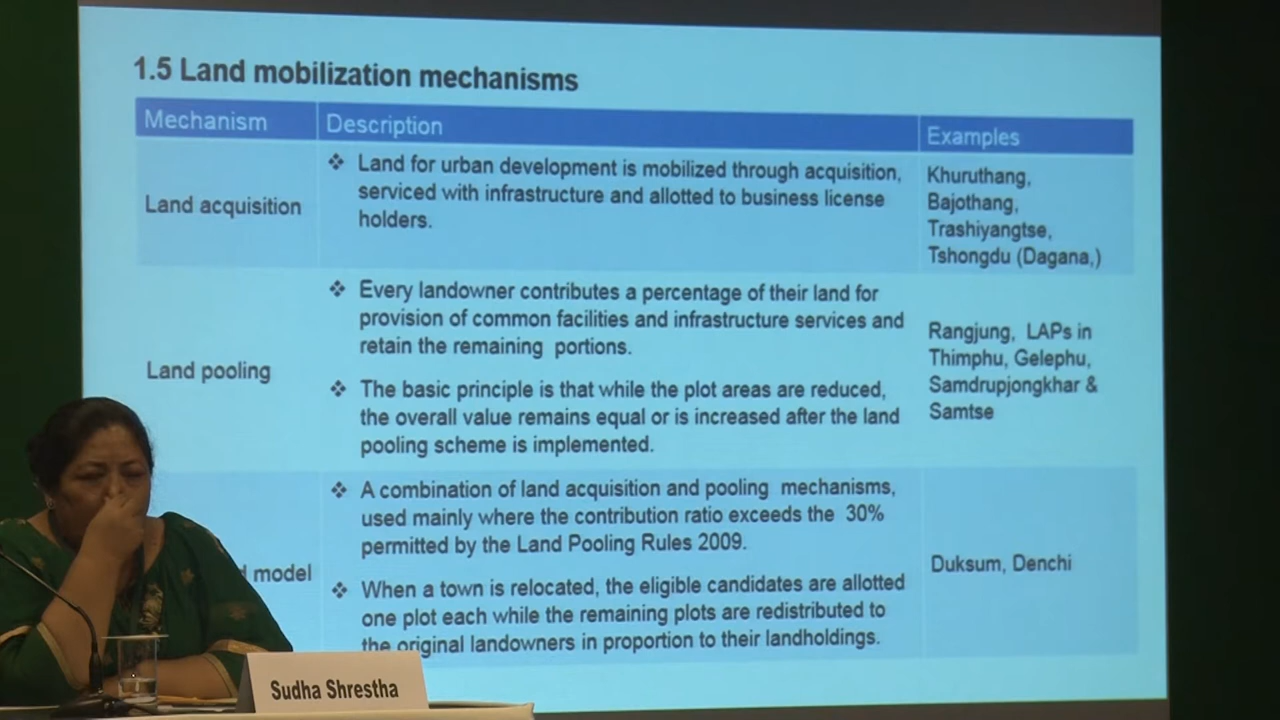 1.5 Land mobilization mechanisms
Mechanism
Description
Examples
Land acquisition
❖ Land for urban development is mobilized through acquisition,
serviced with infrastructure and allotted to business license
holders.
Khuruthang,
Bajothang,
Trashiyangtse,
Tshongdu (Dagana,)
Land pooling
❖ Every landowner contributes a percentage of their land for
provision of common facilities and infrastructure services and
retain the remaining portions.
❖ The basic principle is that while the plot areas are reduced,
the overall value remains equal or is increased after the land
pooling scheme is implemented.
Rangjung, LAPs in
Thimphu, Gelephu,
Samdrupjongkhar &
Samtse
model
❖ A combination of land acquisition and pooling mechanisms,
used mainly where the contribution ratio exceeds the 30%
permitted by the Land Pooling Rules 2009.
❖ When a town is relocated, the eligible candidates are allotted
one plot each while the remaining plots are redistributed to
the original landowners in proportion to their landholdings.
Duksum, Denchi
Sudha Shrestha